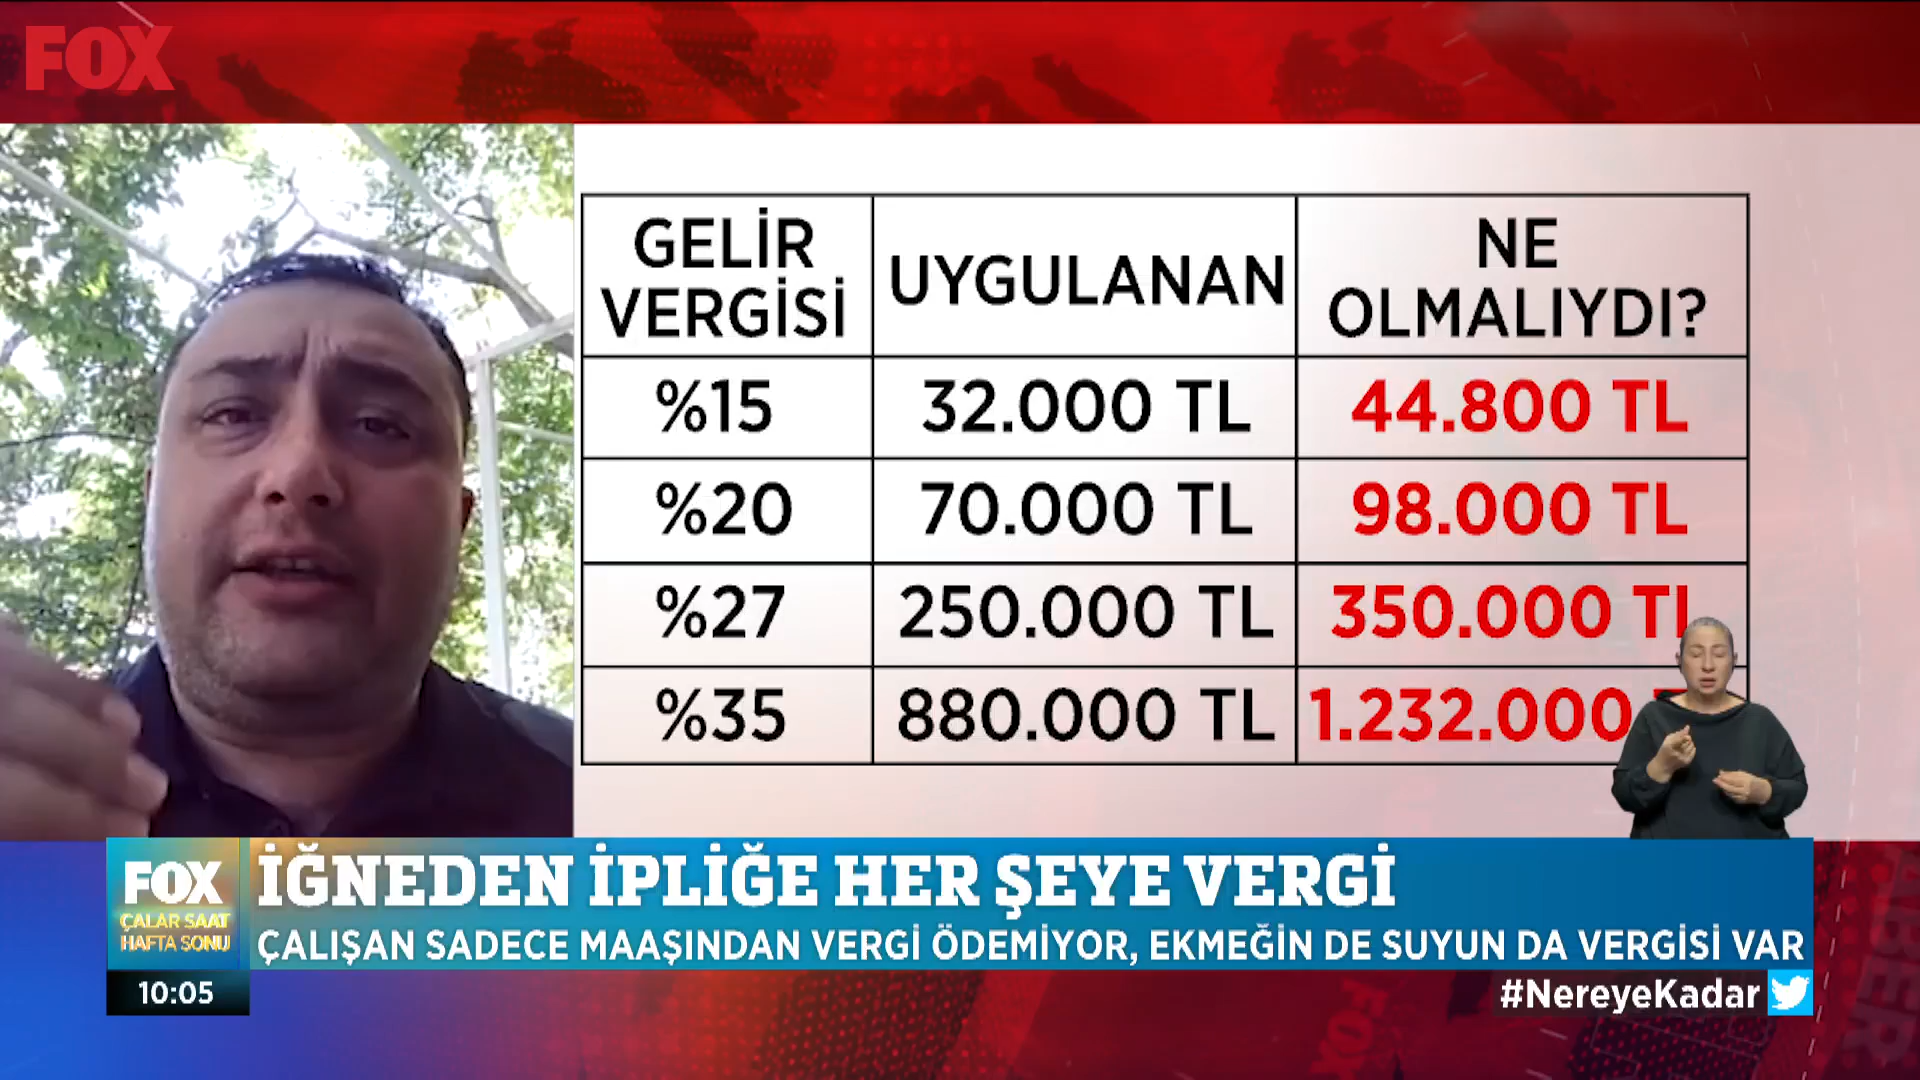 FOX
GELİR
VERGİSİ
UYGULANAN
NE
OLMALIYDI?
%15
32.000 TL
44.800 TL
%20
70.000 TL
98.000 TL
%27
250.000 TL
350.000 TL
%35
880.000 TL
1.232.000
FOX
ÇALAR SAAT
HAFTA SONU
10:05
İĞNEDEN İPLİĞE HER ŞEYE VERGİ
ÇALIŞAN SADECE MAAŞINDAN VERGİ ÖDEMİYOR, EKMEĞİN DE SUYUN DA VERGİSİ VAR
#NereyeKadar